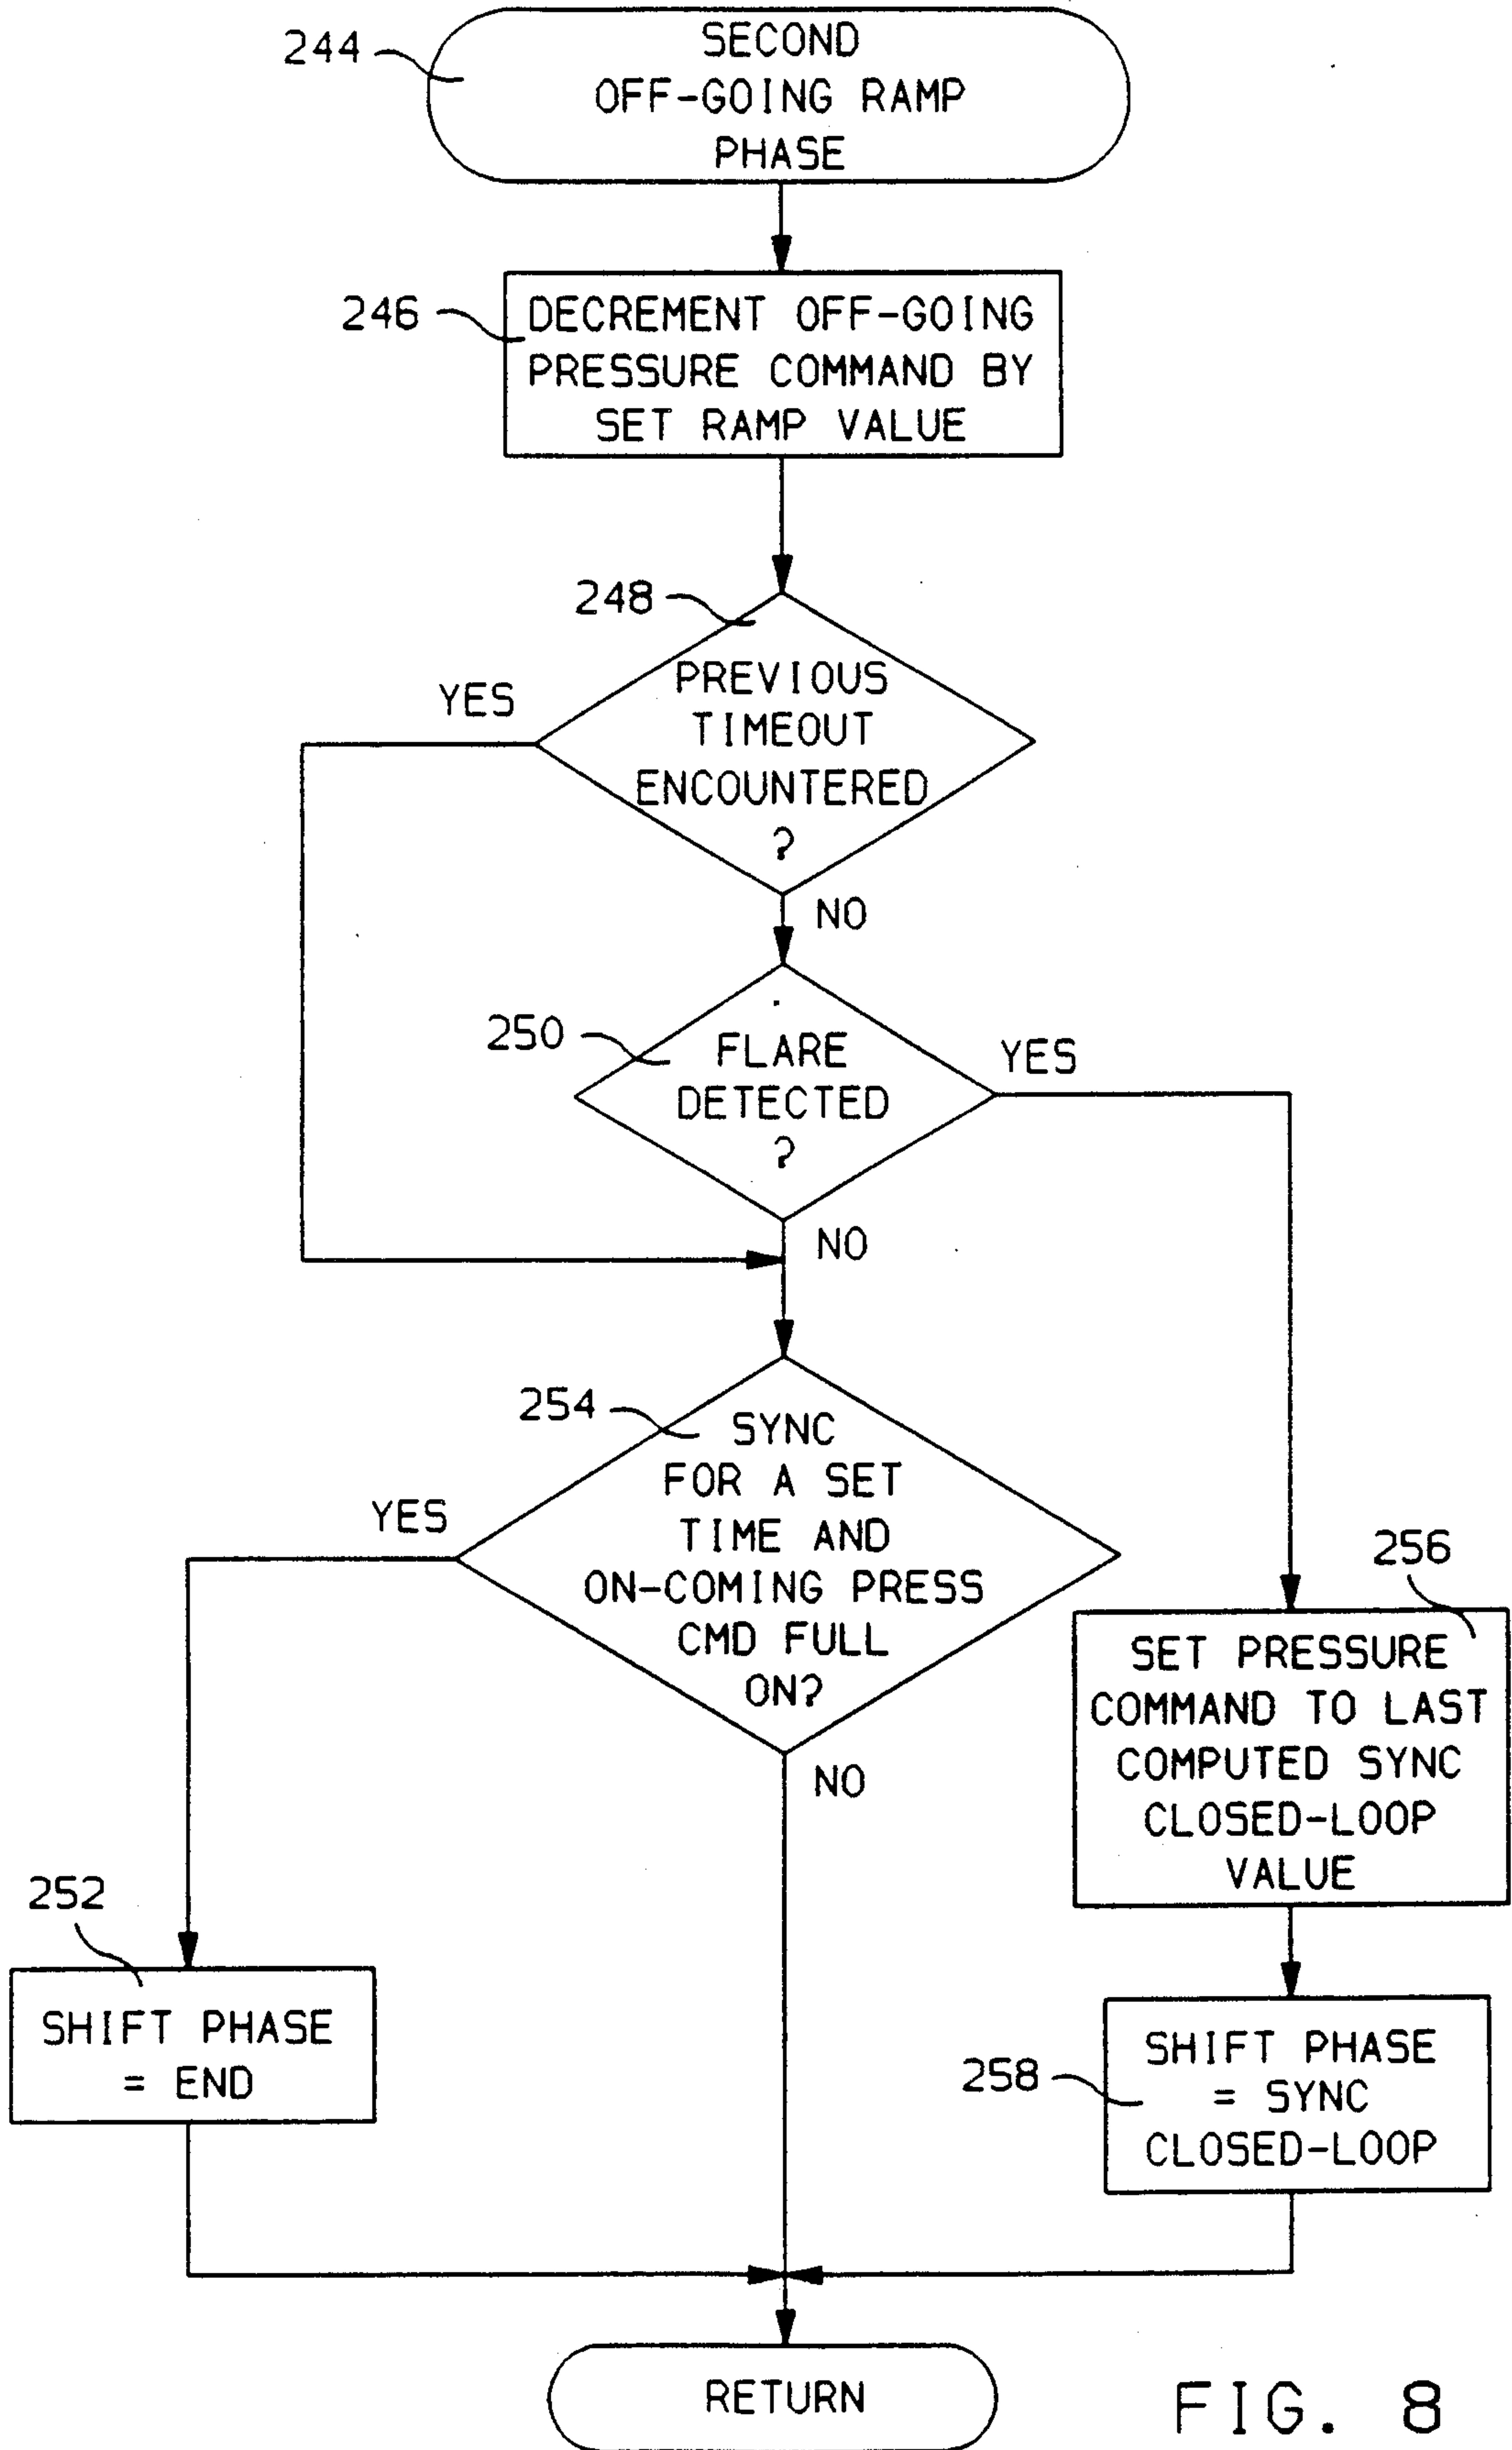 244
SECOND
OFF-GOING RAMP
PHASE
246
DECREMENT OFF-GOING
PRESSURE COMMAND BY
SET RAMP VALUE
248
PREVIOUS
TIMEOUT
ENCOUNTERED
?
YES
NO
250
FLARE
DETECTED
?
YES
NO
254
SYNC
FOR A SET
TIME AND
ON-COMING PRESS
CMD FULL
ON?
YES
NO
256
SET PRESSURE
COMMAND TO LAST
COMPUTED SYNC
CLOSED-LOOP
VALUE
252
SHIFT PHASE
= END
258
SHIFT PHASE
= SYNC
CLOSED-LOOP
RETURN
FIG. 8